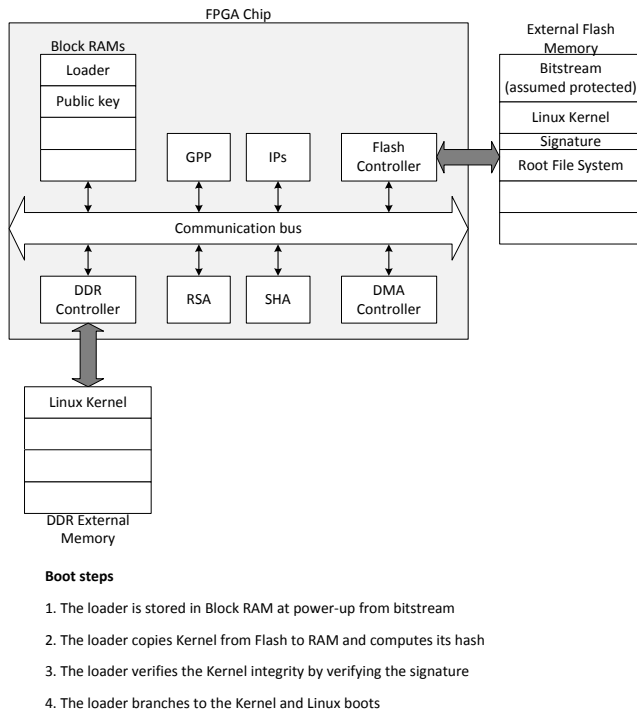 FPGA Chip
Block RAMs
Loader
Public key
GPP
IPs
Flash
Controller
External Flash
Memory
Bitstream
(assumed protected)
Linux Kernel
Signature
Root File System
Communication bus
DDR
Controller
RSA
SHA
DMA
Controller
Linux Kernel
DDR External
Memory
Boot steps
1. The loader is stored in Block RAM at power-up from bitstream
2. The loader copies Kernel from Flash to RAM and computes its hash
3. The loader verifies the Kernel integrity by verifying the signature
4. The loader branches to the Kernel and Linux boots